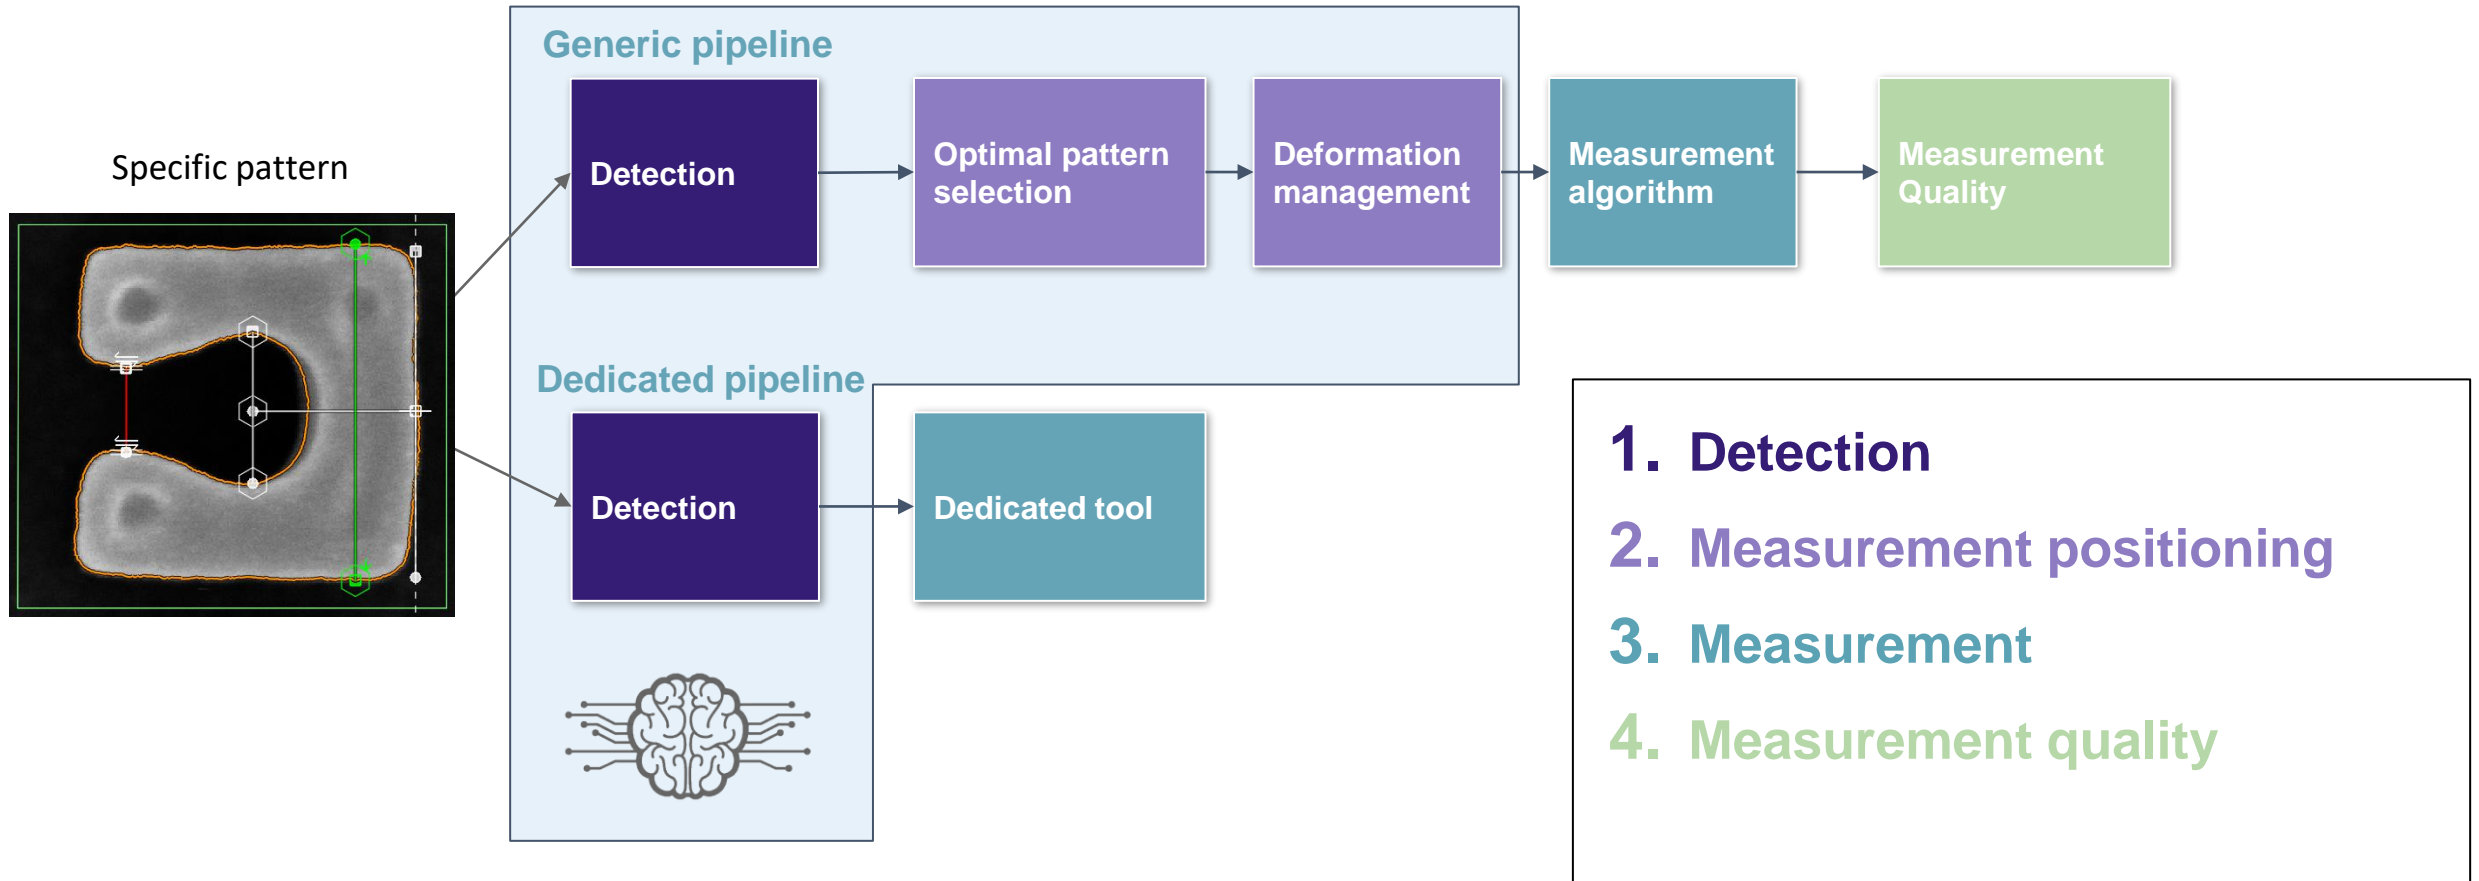 Generic pipeline
Specific pattern
Detection
Optimal pattern
selection
Deformation
management
Measurement
algorithm
Measurement
Quality
Dedicated pipeline
Detection
Dedicated tool
1. Detection
2. Measurement positioning
3. Measurement
4. Measurement quality